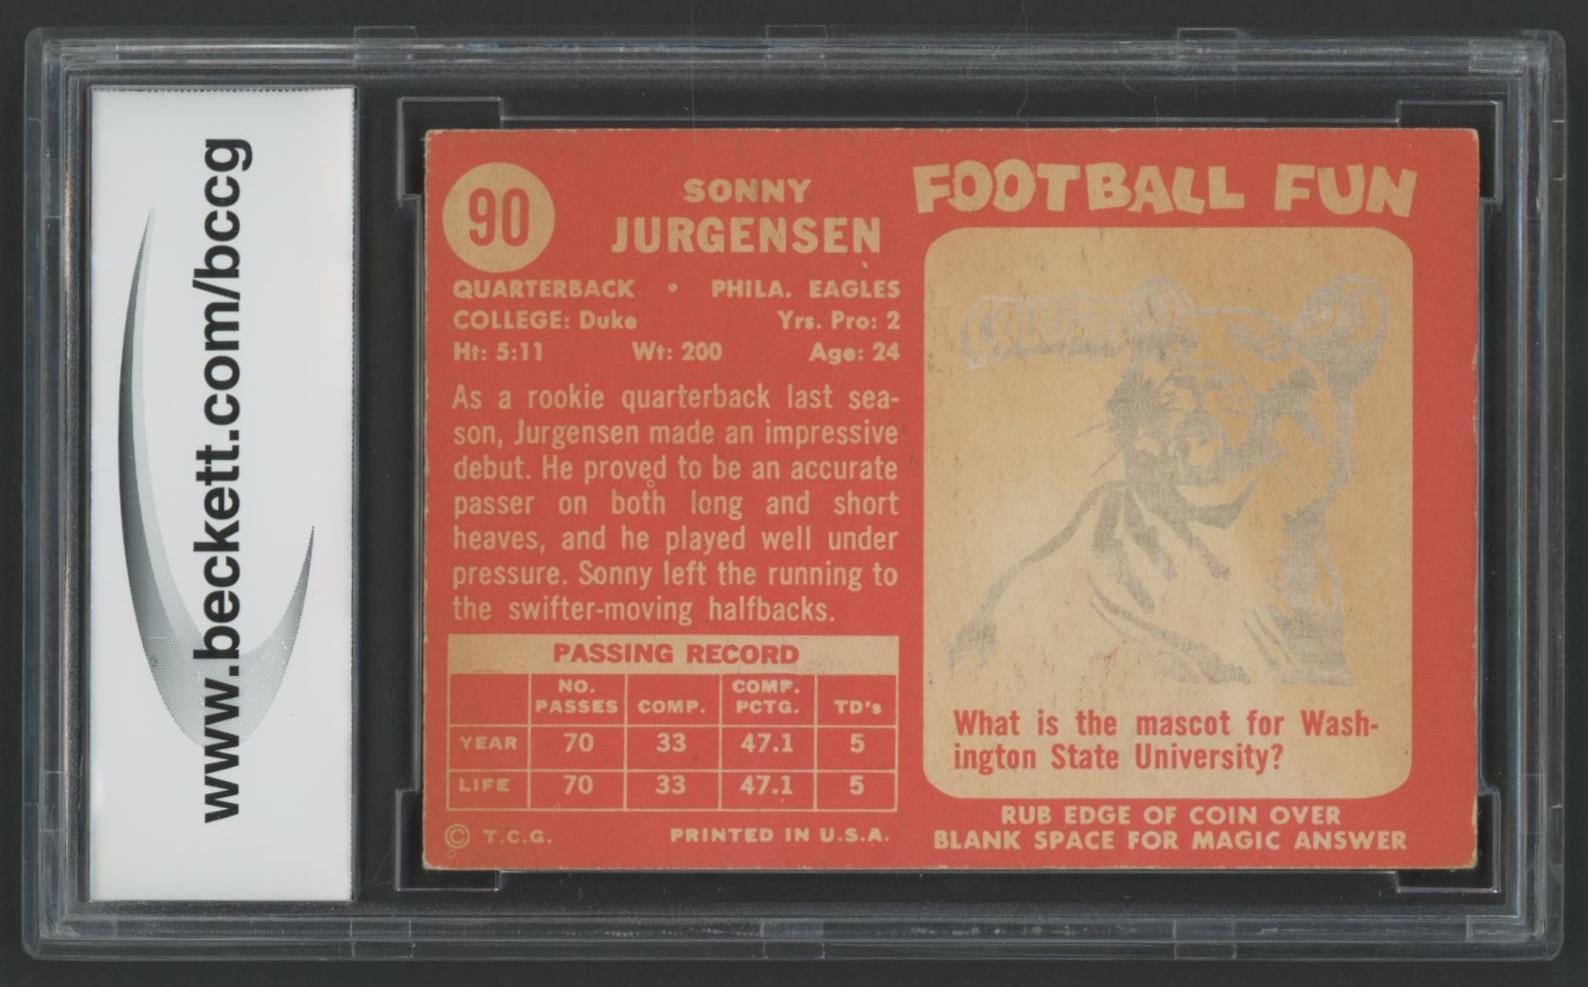 www.beckett.com/bccg
90
SONNY
JURGENSEN
QUARTERBACK • PHILA. EAGLES
COLLEGE: Duke Yrs. Pro: 2
Ht: 5:11 Wt: 200 Age: 24
As a rookie quarterback last sea-
son, Jurgensen made an impressive
debut. He proved to be an accurate
passer on both long and short
heaves, and he played well under
pressure. Sonny left the running to
the swifter-moving halfbacks.
PASSING RECORD
NO. PASSES COMP. COMP. PCTG. TD's
YEAR 70 33 47.1 5
LIFE 70 33 47.1 5
© T.C.G. PRINTED IN U.S.A.
FOOTBALL FUN
What is the mascot for Wash-
ington State University?
RUB EDGE OF COIN OVER
BLANK SPACE FOR MAGIC ANSWER